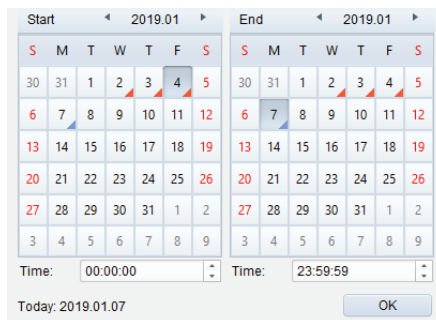 Start 2019.01 End 2019.01
S M T W T F S S M T W T F S
30 31 1 2 3 4 5 30 31 1 2 3 4 5
6 7 8 9 10 11 12 6 7 8 9 10 11 12
13 14 15 16 17 18 19 13 14 15 16 17 18 19
20 21 22 23 24 25 26 20 21 22 23 24 25 26
27 28 29 30 31 1 2 27 28 29 30 31 1 2
3 4 5 6 7 8 9 3 4 5 6 7 8 9
Time: 00:00:00 Time: 23:59:59
Today: 2019.01.07 OK